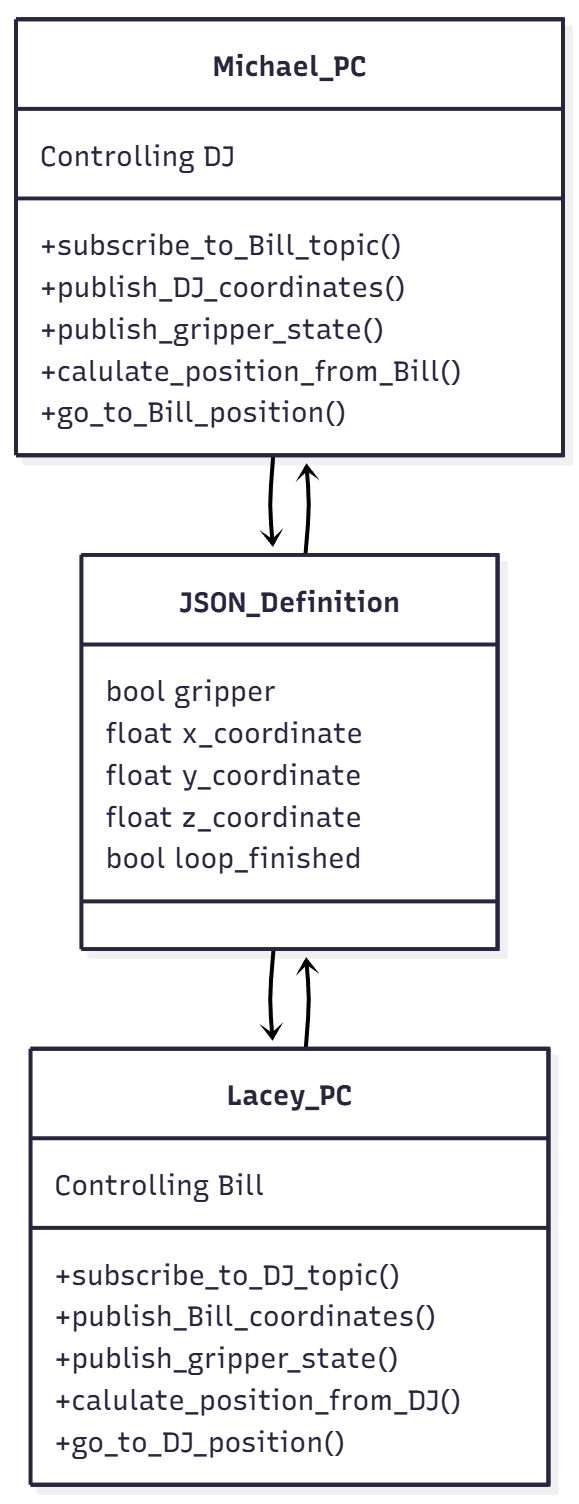 Michael_PC
Controlling DJ
+subscribe_to_Bill_topic()
+publish_DJ_coordinates()
+publish_gripper_state()
+calulate_position_from_Bill()
+go_to_Bill_position()
JSON_Definition
bool gripper
float x_coordinate
float y_coordinate
float z_coordinate
bool loop_finished
Lacey_PC
Controlling Bill
+subscribe_to_DJ_topic()
+publish_Bill_coordinates()
+publish_gripper_state()
+calulate_position_from_DJ()
+go_to_DJ_position()